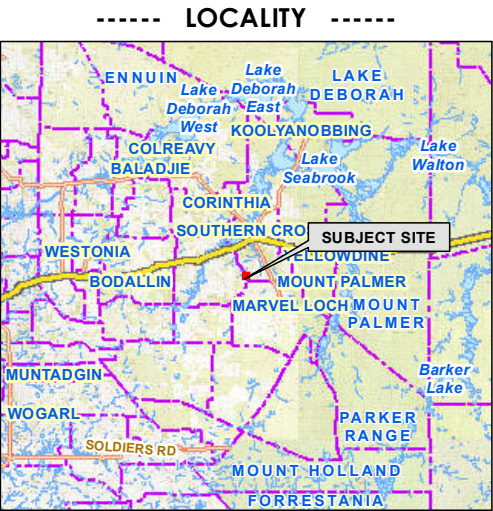 ------ LOCALITY ------
ENNUIN
Lake
Deborah
West
Lake
Deborah
East
LAKE
DEBORAH
KOOLYANOBBING
COLREAVY
BALADJIE
Lake
Seabrook
Lake
Walton
CORINTHIA
SOUTHERN CRO
SUBJECT SITE
WESTONIA
ELLOWDINE
BODALLIN
MOUNT PALMER
MARVEL LOCH
MOUNT
PALMER
MUNTADGIN
Barker
Lake
WOGARL
PARKER
RANGE
SOLDIERS RD
MOUNT HOLLAND
FORRESTANIA